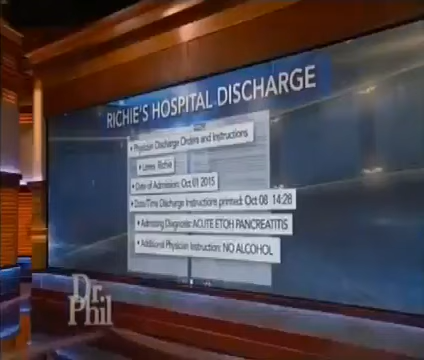 RICHIE'S HOSPITAL DISCHARGE
• Physician Discharge Orders and Instructions
• Lopez, Richie
• Date of Admission: Oct 01 2015
• Date/Time Discharge Instructions printed: Oct 08 14:28
• Admitting Diagnosis: ACUTE ETOH PANCREATITIS
• Additional Physician Instruction: NO ALCOHOL
Dr.
Phil